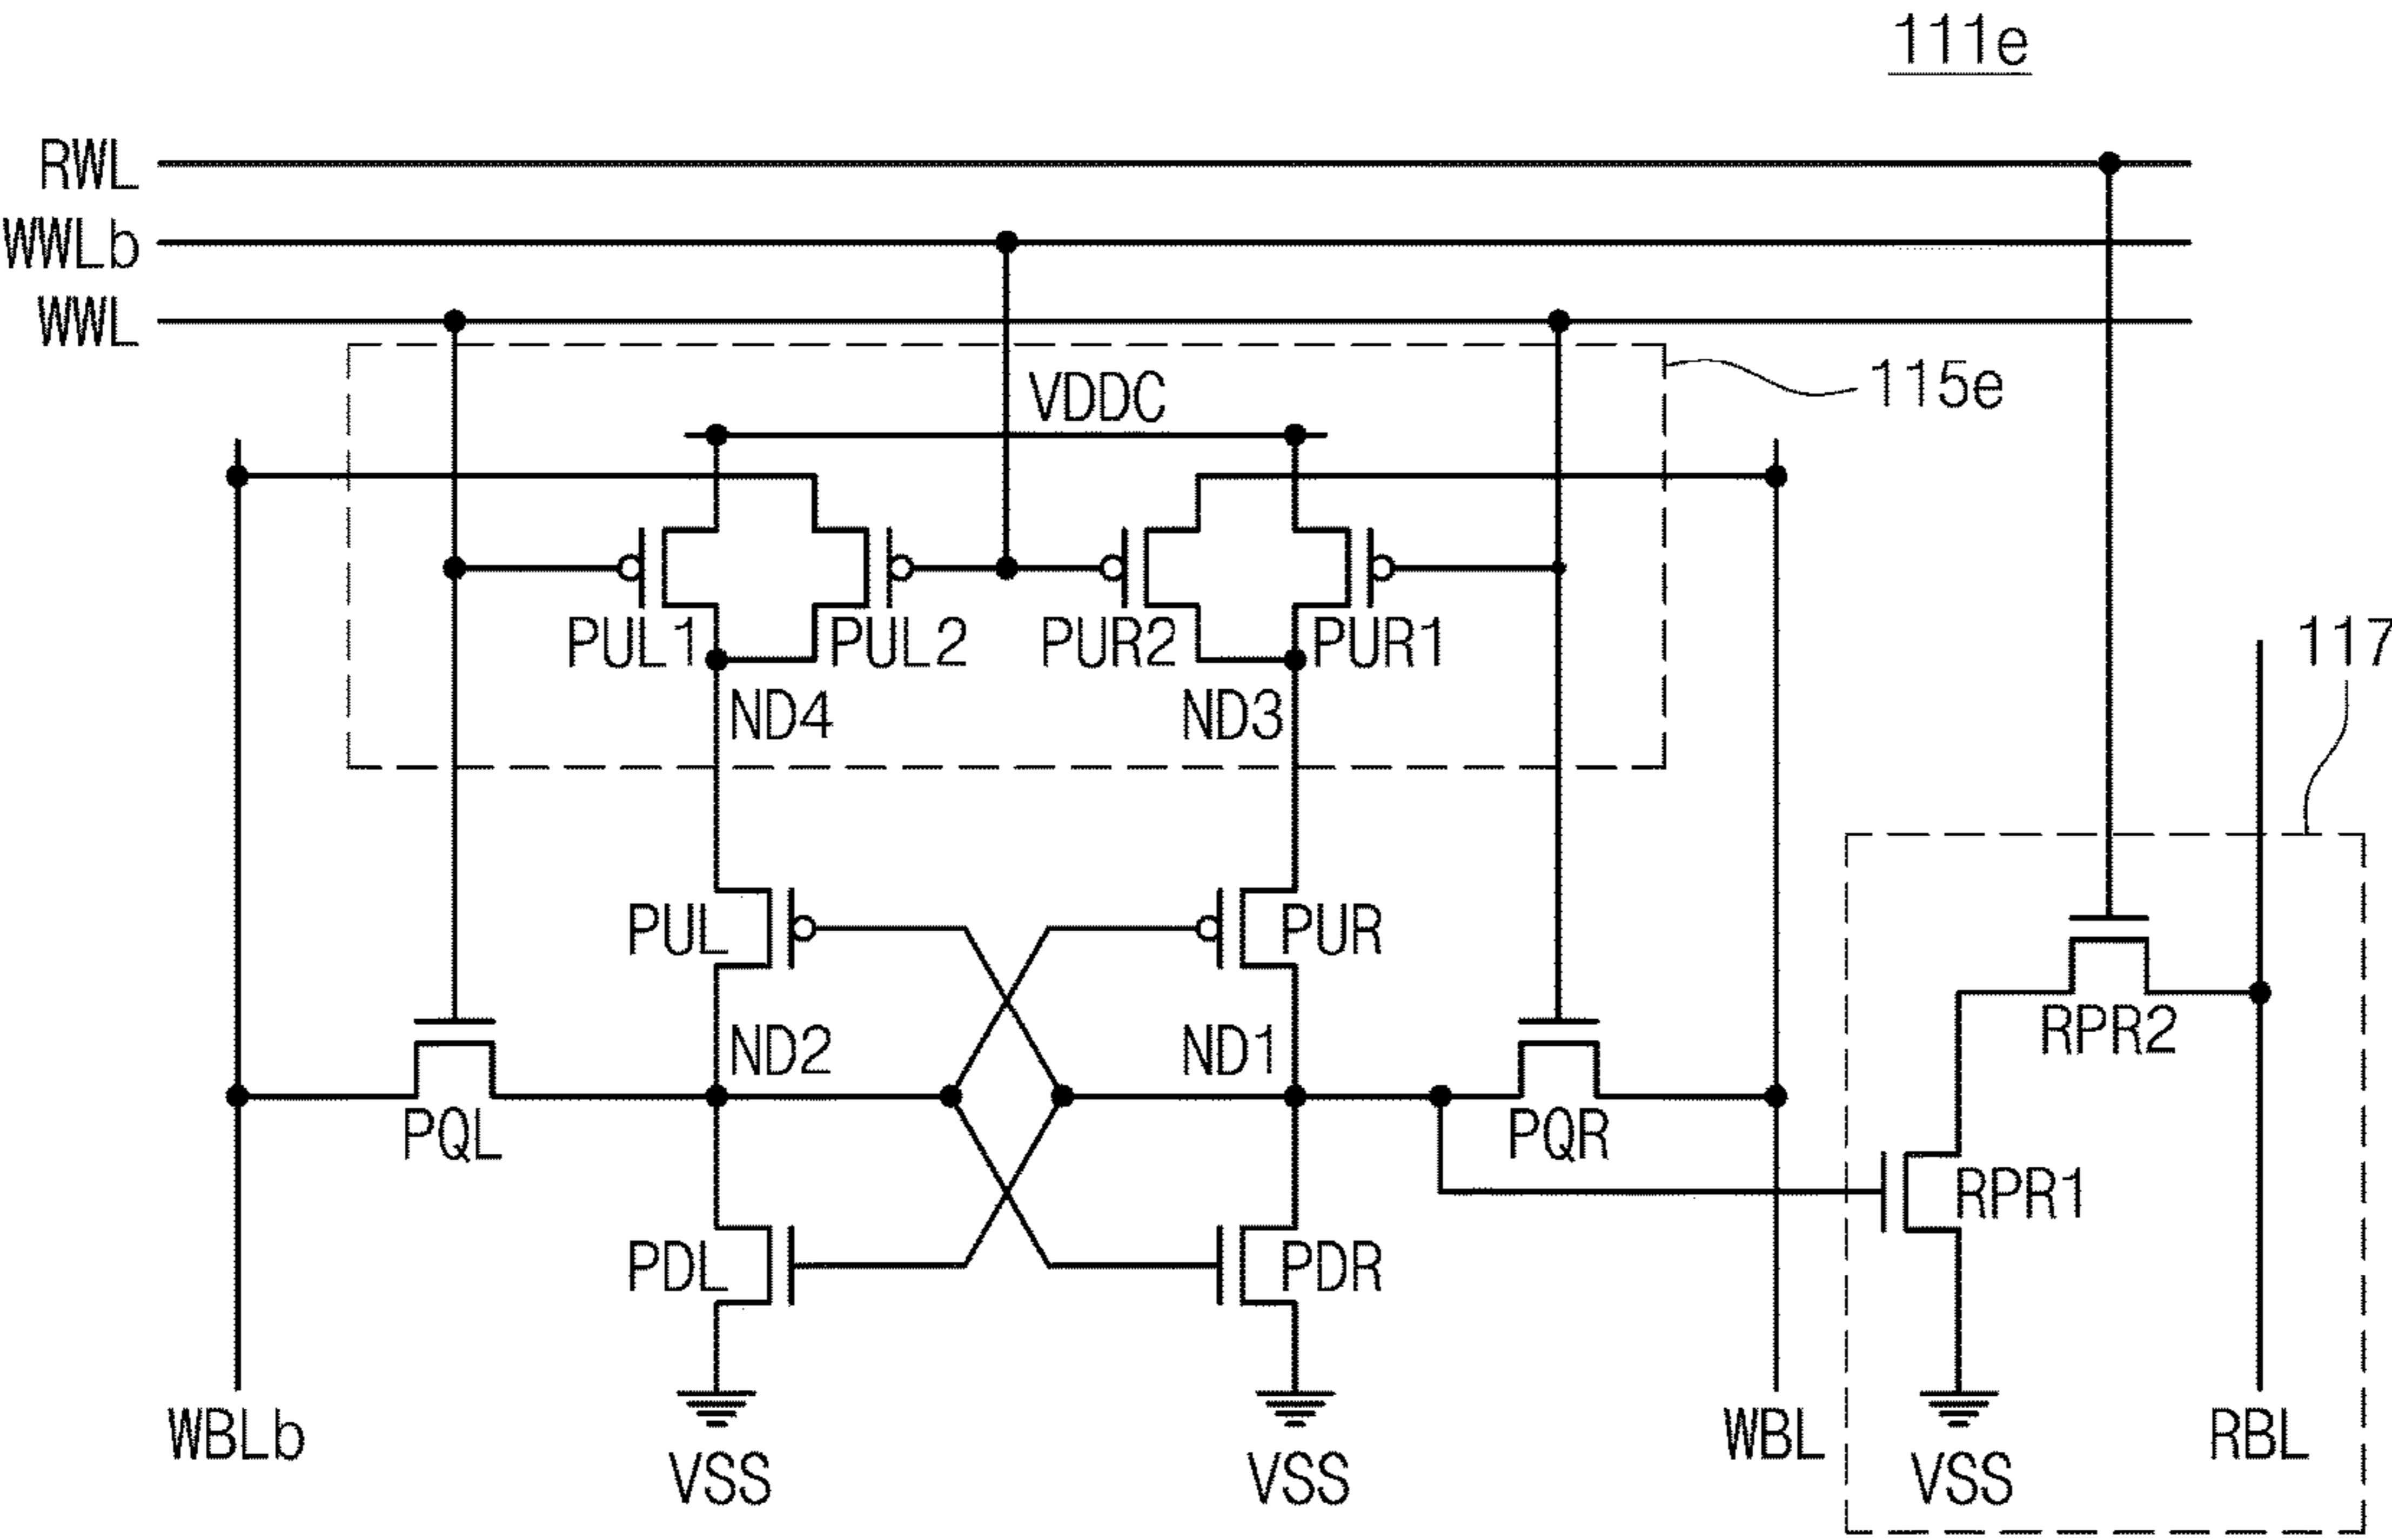 111e
RWL
WWLb
WWL
VDDC
115e
PUL1
PUL2
PUR2
PUR1
117
ND4
ND3
PUL
PUR
ND2
ND1
RPR2
PQL
PQR
RPR1
PDL
PDR
WBLb
WBL
RBL
VSS
VSS
VSS